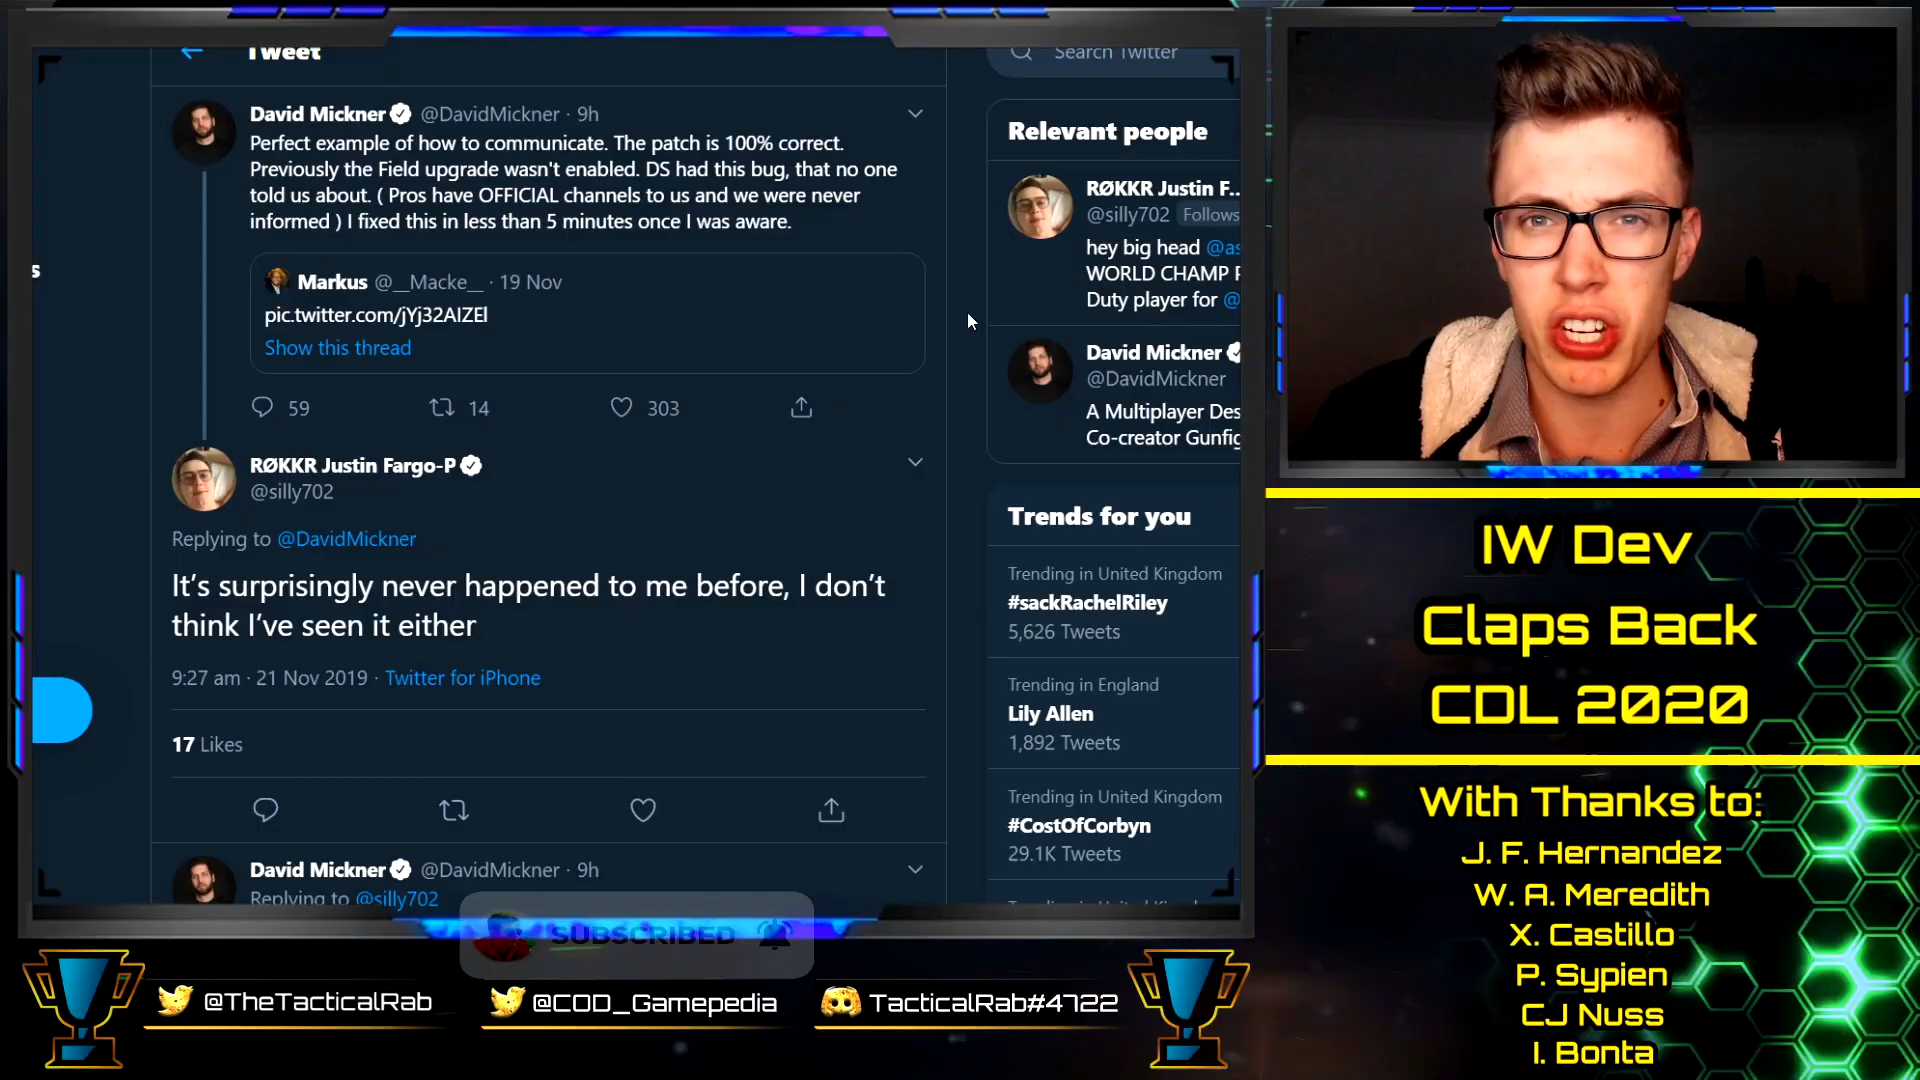 Tweet
Search Twitter
David Mickner @DavidMickner · 9h
Perfect example of how to communicate. The patch is 100% correct.
Previously the Field upgrade wasn't enabled. DS had this bug, that no one
told us about. ( Pros have OFFICIAL channels to us and we were never
informed ) I fixed this in less than 5 minutes once I was aware.
s
Markus @__Macke__ · 19 Nov
Show this thread
59
14
303
RØKKR Justin Fargo-P
@silly702
Replying to @DavidMickner
It's surprisingly never happened to me before, I don't
think I've seen it either
9:27 am · 21 Nov 2019 · Twitter for iPhone
17 Likes
David Mickner @DavidMickner · 9h
Replying to @silly702
Relevant people
RØKKR Justin F..
@silly702 Follows
hey big head @as
WORLD CHAMP
Duty player for @
David Mickner
@DavidMickner
A Multiplayer Des
Co-creator Gunfig
Trends for you
Trending in United Kingdom
#sackRachelRiley
5,626 Tweets
Trending in England
Lily Allen
1,892 Tweets
Trending in United Kingdom
#CostOfCorbyn
29.1K Tweets
SUBSCRIBED
@TheTacticalRab
@COD_Gamepedia
TacticalRab#4722
IW Dev
Claps Back
CDL 2020
With Thanks to:
J. F. Hernandez
W. A. Meredith
X. Castillo
P. Sypien
CJ Nuss
I. Bonta